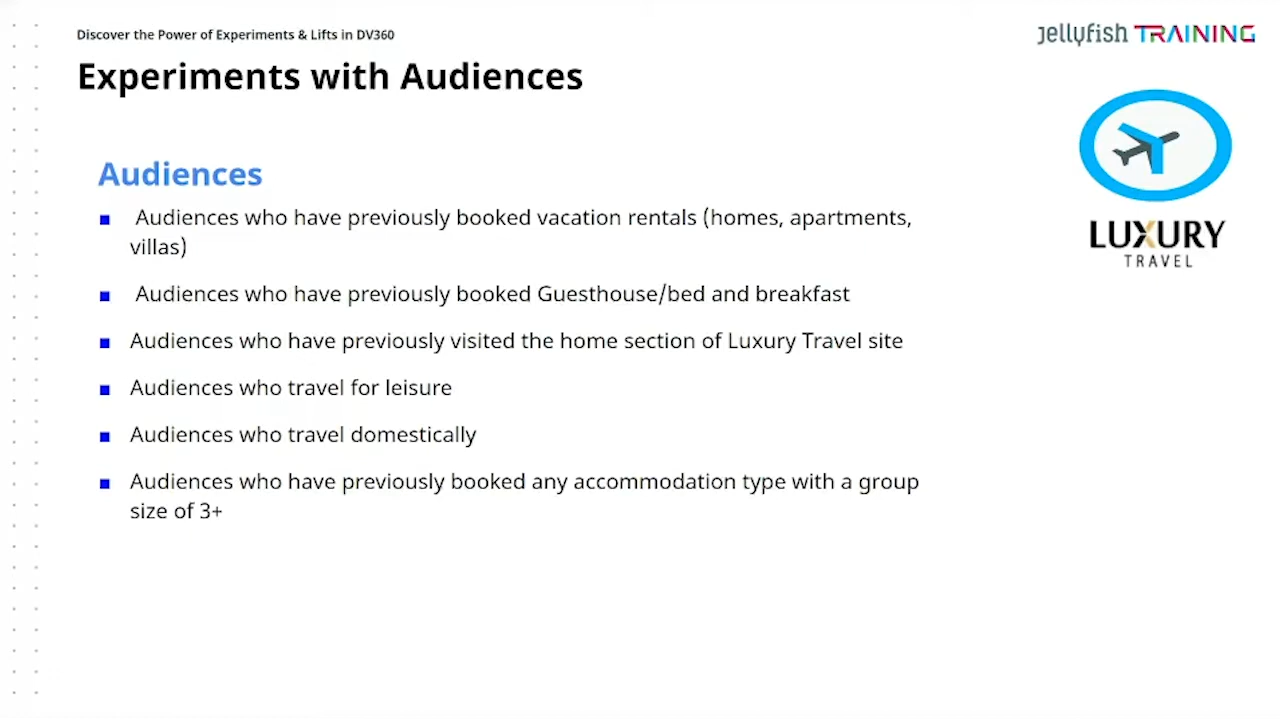 Discover the Power of Experiments & Lifts in DV360
jellyfish TRAINING
Experiments with Audiences
LUXURY
TRAVEL
Audiences
Audiences who have previously booked vacation rentals (homes, apartments,
villas)
Audiences who have previously booked Guesthouse/bed and breakfast
Audiences who have previously visited the home section of Luxury Travel site
Audiences who travel for leisure
Audiences who travel domestically
Audiences who have previously booked any accommodation type with a group
size of 3+